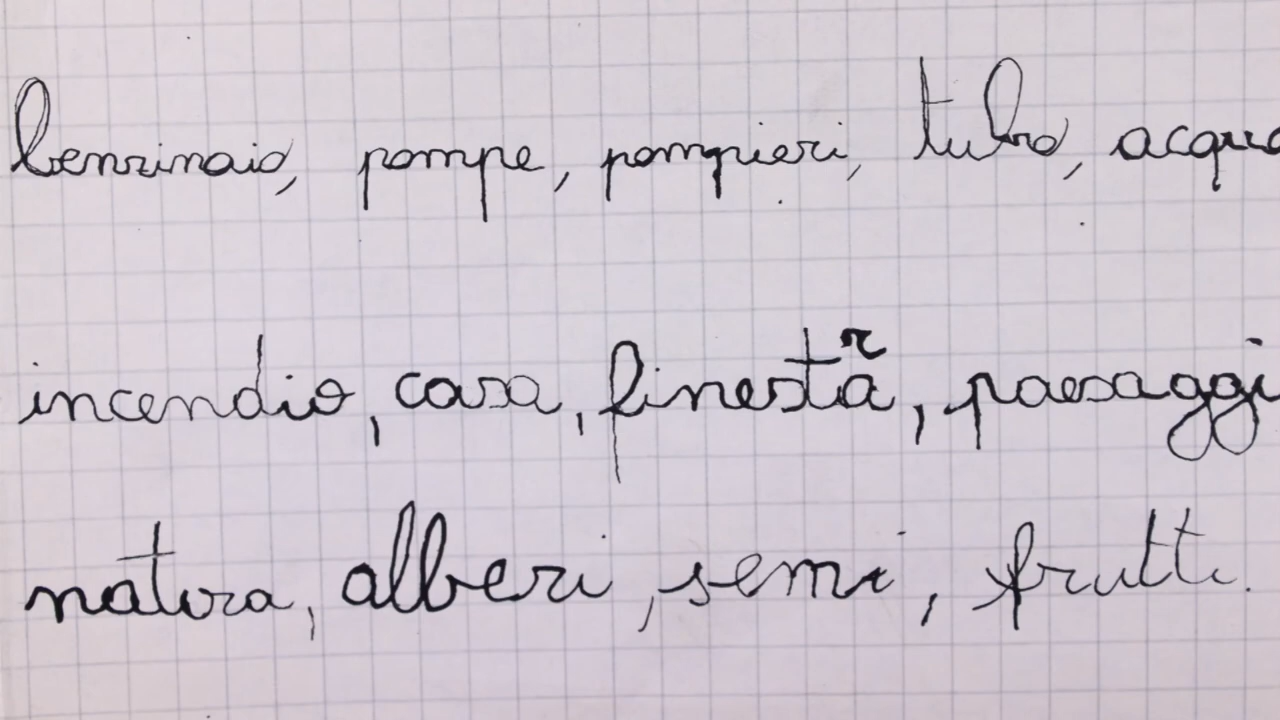 benzinaio, pompe, pompieri, tubo, acqua
incendio, casa, finestra, paesaggi
natura, alberi, semi, frutti.